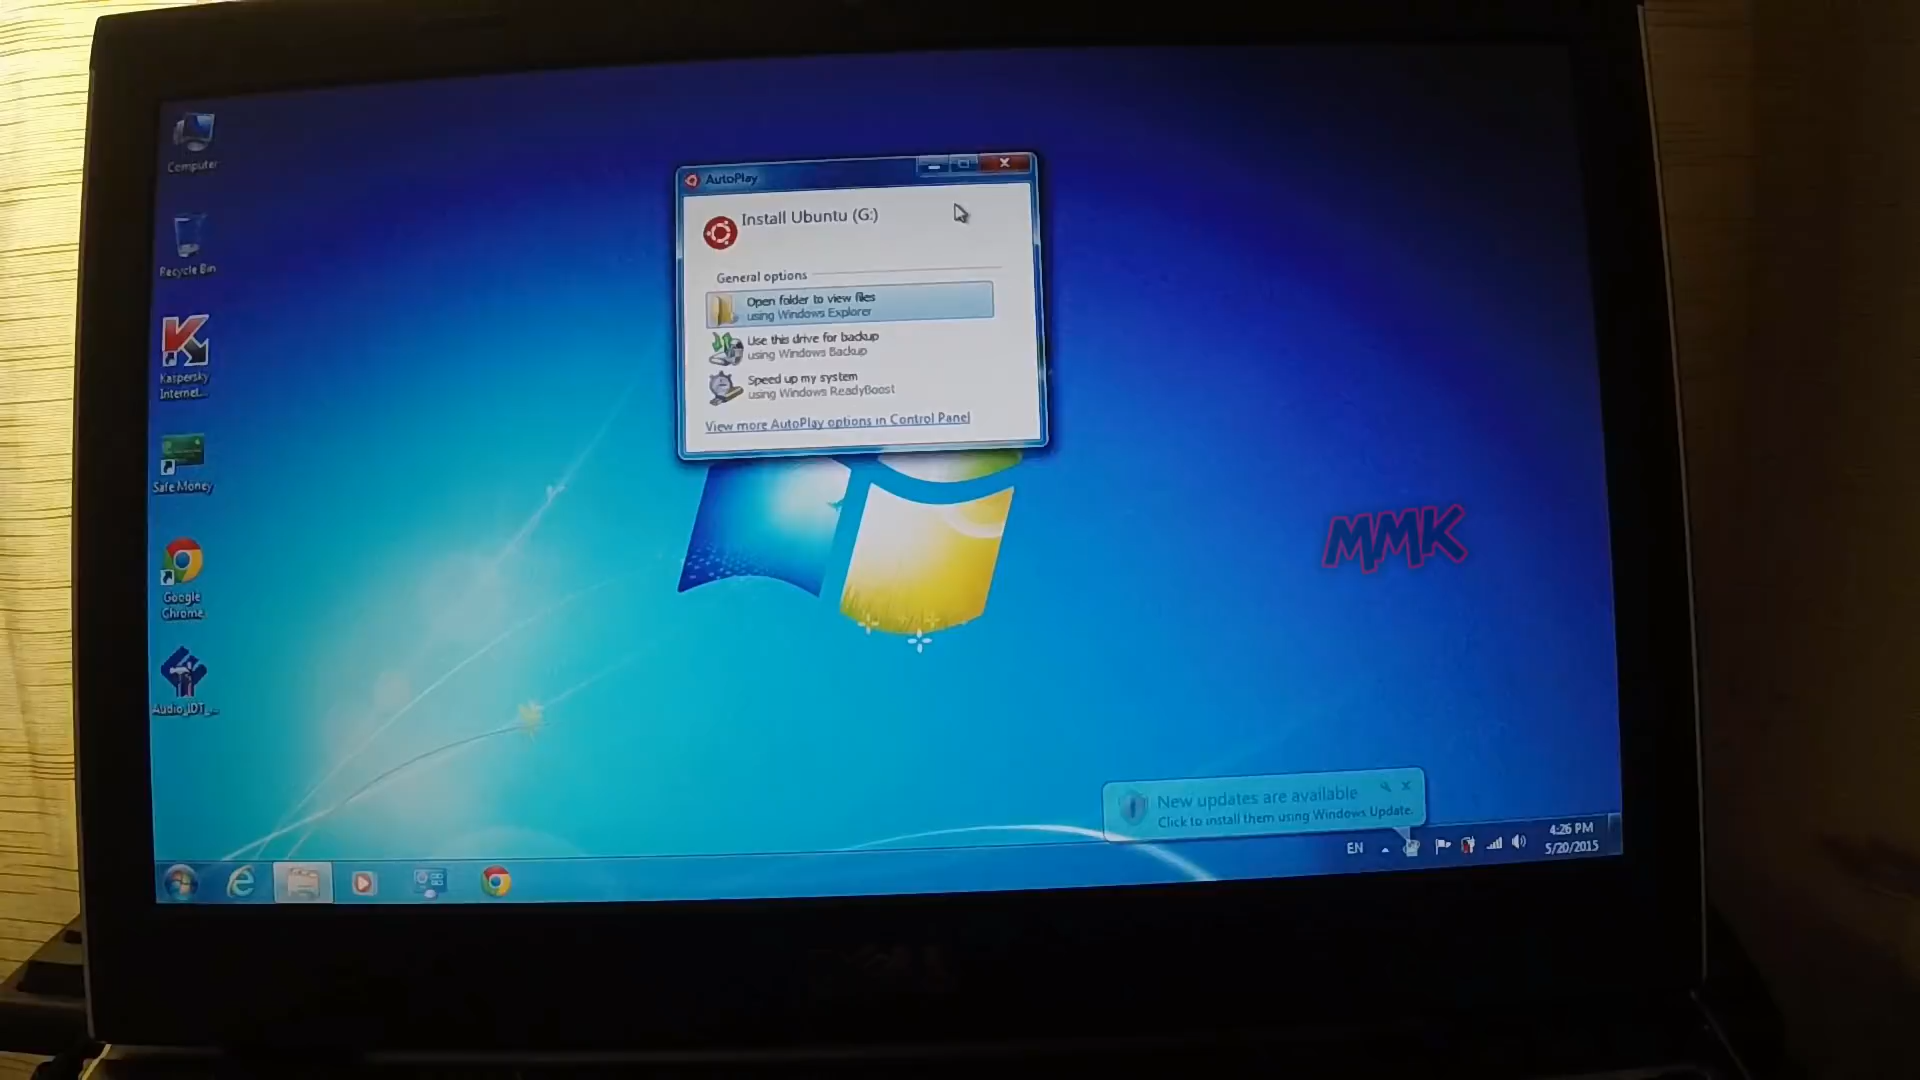 Computer
Recycle Bin
Kaspersky
Internet...
Safe Money
Google
Chrome
Audio_IDT_...
AutoPlay
Install Ubuntu (G:)
General options
Open folder to view files
using Windows Explorer
Use this drive for backup
using Windows Backup
Speed up my system
using Windows ReadyBoost
View more AutoPlay options in Control Panel
MMK
New updates are available
Click to install them using Windows Update.
EN
4:26 PM
5/20/2015